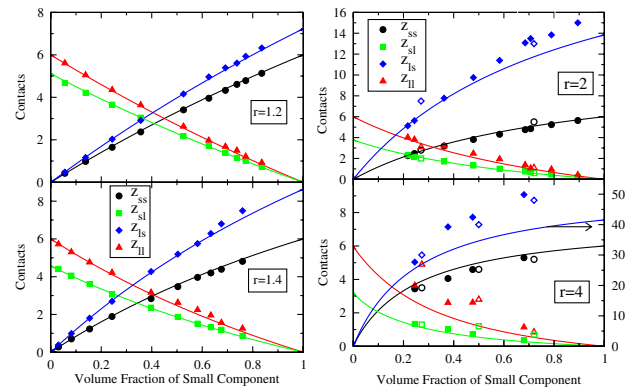 8
6
4
2
0
Contacts
r=1.2
16
14
12
10
8
6
4
2
0
Contacts
Z_ss
Z_sl
Z_ls
Z_ll
r=2
8
6
4
2
0
Contacts
Z_ss
Z_sl
Z_ls
Z_ll
r=1.4
0 0.2 0.4 0.6 0.8 1
Volume Fraction of Small Component
8
6
4
2
0
50
40
30
20
10
0
r=4
0 0.2 0.4 0.6 0.8 1
Volume Fraction of Small Component